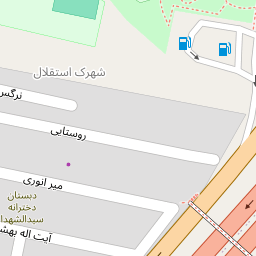 شهرک استقلال
نرگس
روستایی
میر انوری
دبستان
دخترانه
سیدالشهدا
آیت اله بهش